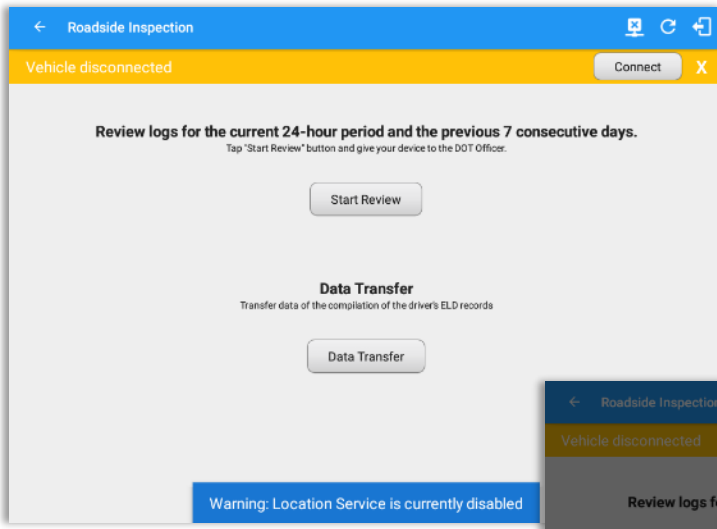 Roadside Inspection
Vehicle disconnected
Connect X
Review logs for the current 24-hour period and the previous 7 consecutive days.
Tap "Start Review" button and give your device to the DOT Officer.
Start Review
Data Transfer
Transfer data of the compilation of the driver's ELD records
Data Transfer
Warning: Location Service is currently disabled
Roadside Inspection
Vehicle disconnected
Review logs f